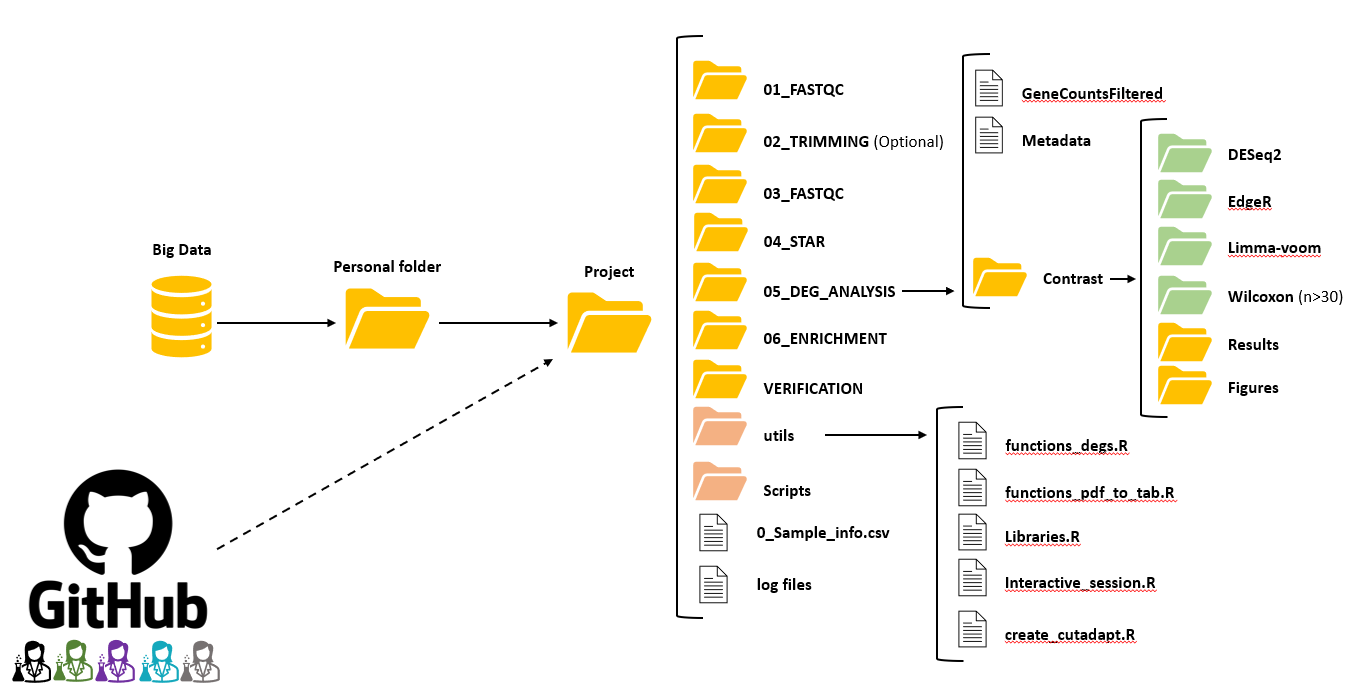 Big Data
Personal folder
Project
GitHub
01_FASTQC
02_TRIMMING (Optional)
03_FASTQC
04_STAR
05_DEG_ANALYSIS
06_ENRICHMENT
VERIFICATION
utils
Scripts
0_Sample_info.csv
log files
GeneCountsFiltered
Metadata
Contrast
DESeq2
EdgeR
Limma-voom
Wilcoxon (n>30)
Results
Figures
functions_degs.R
functions_pdf_to_tab.R
Libraries.R
Interactive_session.R
create_cutadapt.R